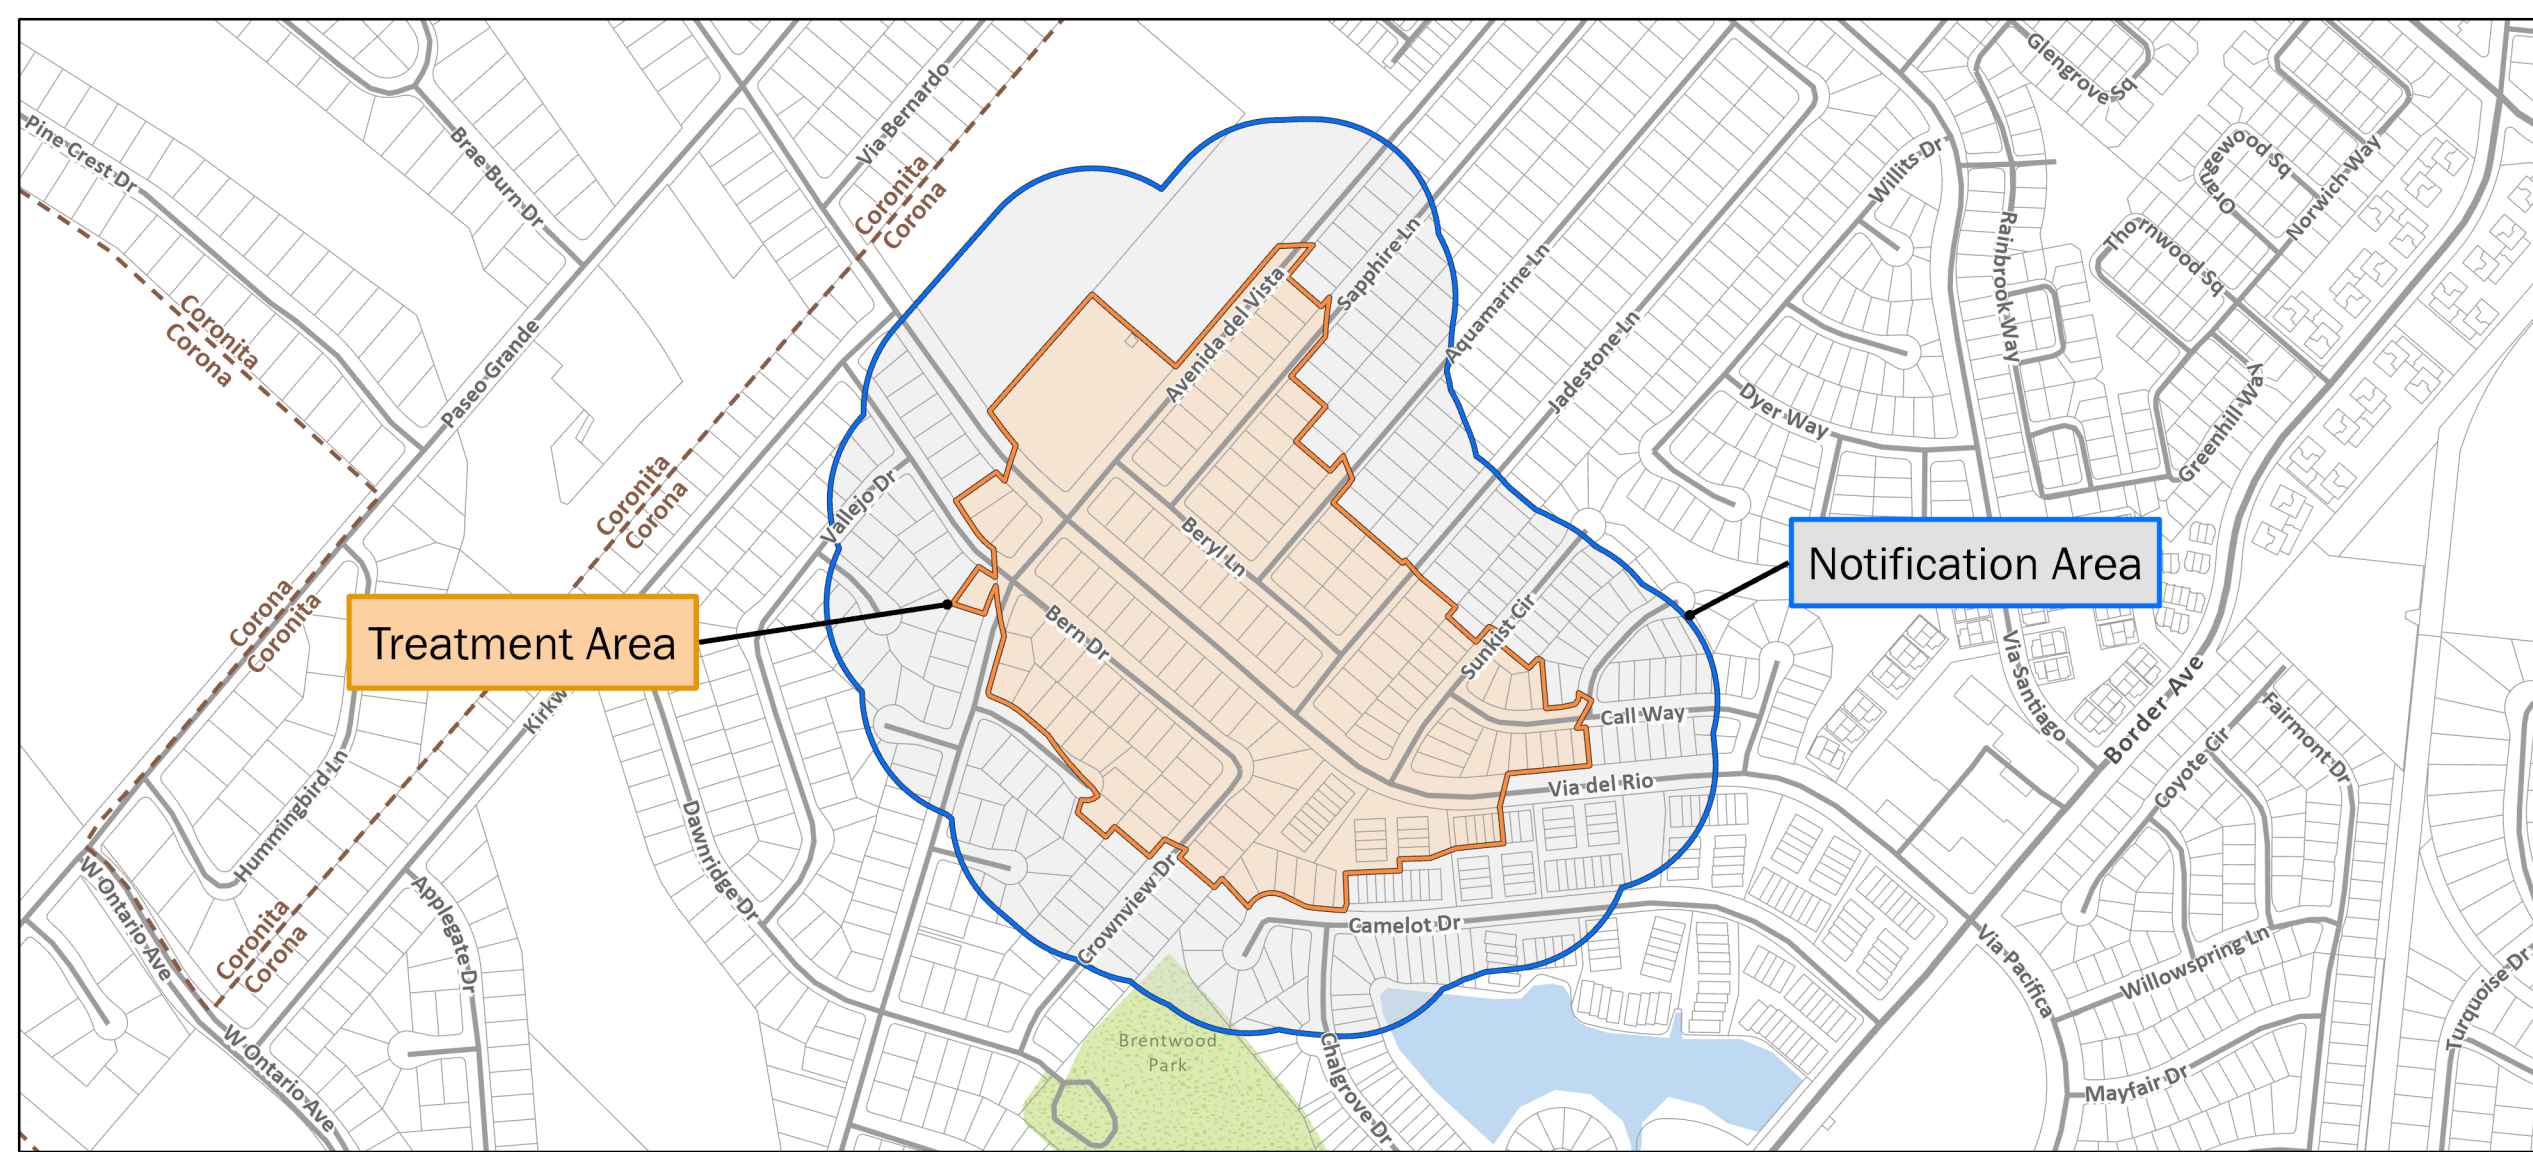 Glengrove Sq
Via Bernardo
Pine Crest Dr
Brae Burn Dr
Coronita
Corona
Willits Dr
Orangewood Sq
Norwich Way
Thornwood Sq
Rainbrook Way
Sapphire Ln
Avenida del Vista
Aquamarine Ln
Jadestone Ln
Coronita
Corona
Paseo Grande
Dyer Way
Greenhill Way
Coronita
Corona
Vallejo Dr
Beryl Ln
Notification Area
Corona
Coronita
Treatment Area
Bern Dr
Sunkist Cir
Kirkw
Call Way
Via Santiago
Border Ave
Fairmont Dr
Coyote Cir
Via del Rio
Hummingbird Ln
Dawnridge Dr
W Ontario Ave
Applegate Dr
Coronita
Corona
Crownview Dr
Camelot Dr
Via Pacifica
Willowspring Ln
Turquoise Dr
W Ontario Ave
Brentwood
Park
Chalgrove Dr
Mayfair Dr